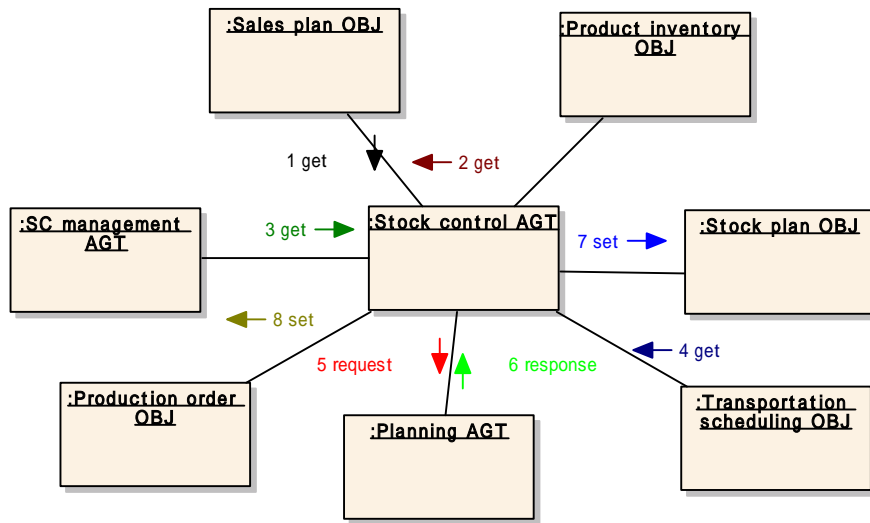 :Sales plan OBJ
:Product inventory
OBJ
1 get
2 get
:SC management
AGT
3 get
:Stock control AGT
7 set
:Stock plan OBJ
8 set
4 get
5 request
6 response
:Production order
OBJ
:Planning AGT
:Transportation
scheduling OBJ